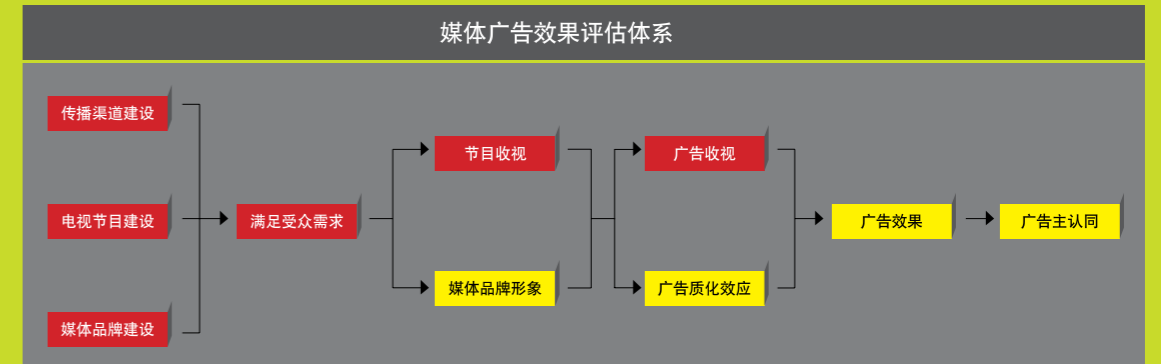 媒体广告效果评估体系
传播渠道建设
电视节目建设
媒体品牌建设
满足受众需求
节目收视
媒体品牌形象
广告收视
广告质化效应
广告效果
广告主认同